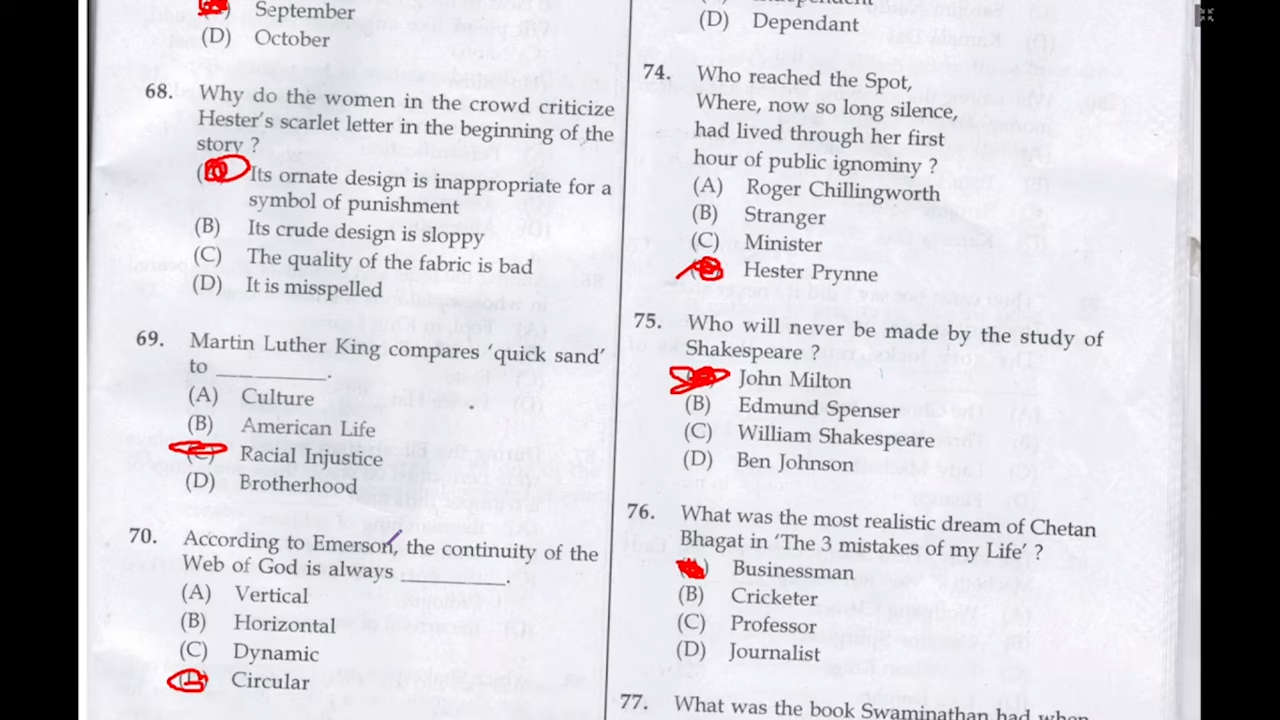 September
(D) October
68. Why do the women in the crowd criticize
Hester's scarlet letter in the beginning of the
story ?
Its ornate design is inappropriate for a
symbol of punishment
(B) Its crude design is sloppy
(C) The quality of the fabric is bad
(D) It is misspelled
69. Martin Luther King compares 'quick sand'
to __________.
(A) Culture
(B) American Life
(C) Racial Injustice
(D) Brotherhood
70. According to Emerson, the continuity of the
Web of God is always __________.
(A) Vertical
(B) Horizontal
(C) Dynamic
Circular
(D) Dependant
74. Who reached the Spot,
Where, now so long silence,
had lived through her first
hour of public ignominy ?
(A) Roger Chillingworth
(B) Stranger
(C) Minister
Hester Prynne
75. Who will never be made by the study of
Shakespeare ?
John Milton
(B) Edmund Spenser
(C) William Shakespeare
(D) Ben Johnson
76. What was the most realistic dream of Chetan
Bhagat in 'The 3 mistakes of my Life' ?
Businessman
(B) Cricketer
(C) Professor
(D) Journalist
77. What was the book Swaminathan had when